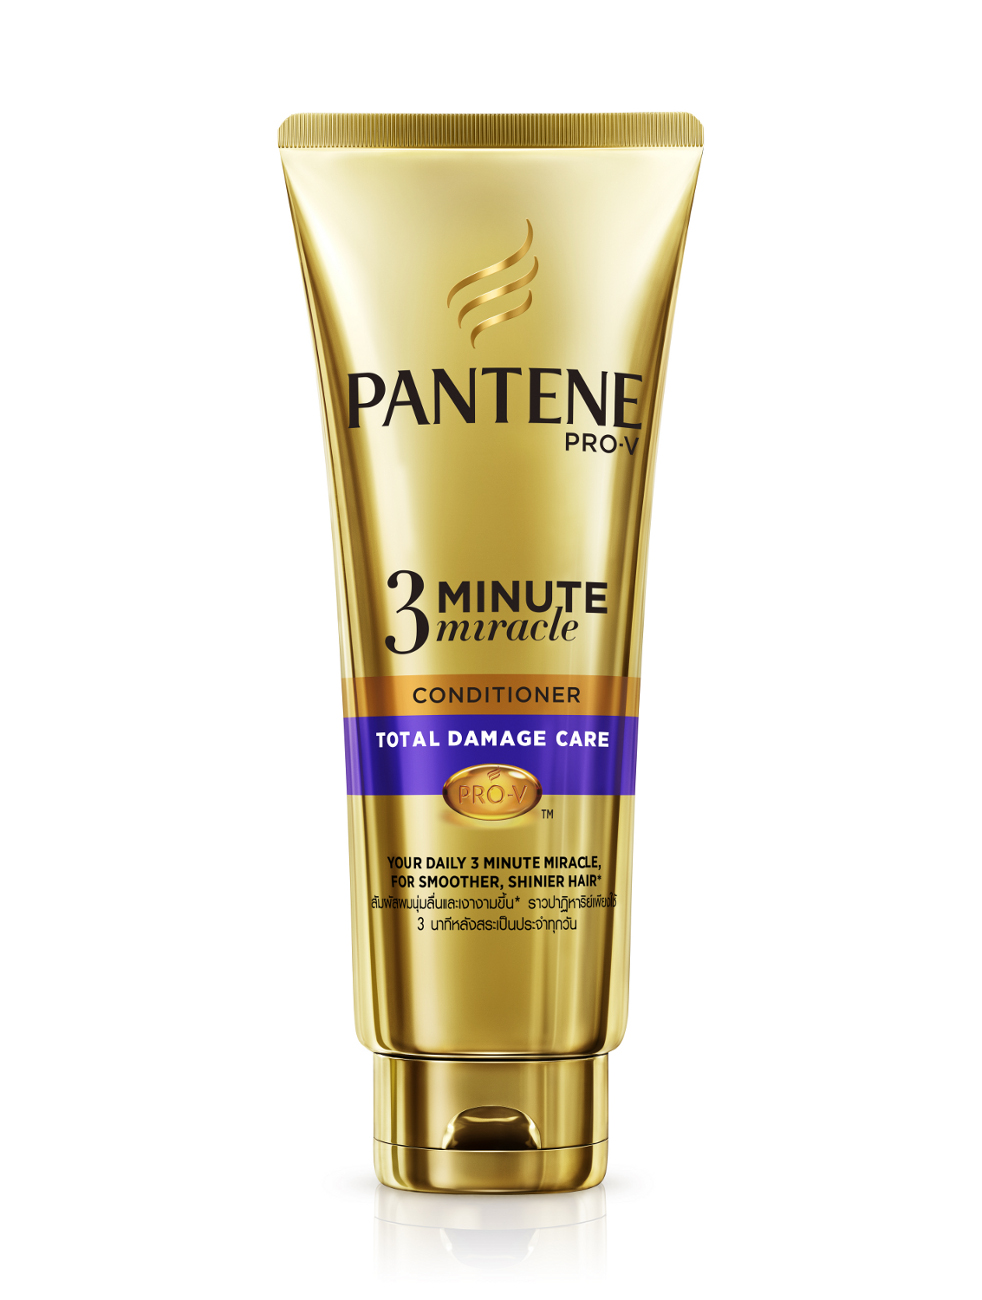 PANTENE
PRO-V
3 MINUTE
miracle
CONDITIONER
TOTAL DAMAGE CARE
PRO-V
TM
YOUR DAILY 3 MINUTE MIRACLE,
FOR SMOOTHER, SHINIER HAIR*
สัมผัสผมนุ่มลื่นและเงางามขึ้น* ราวปาฏิหาริย์เพียงใช้
3 นาทีหลังสระเป็นประจำทุกวัน